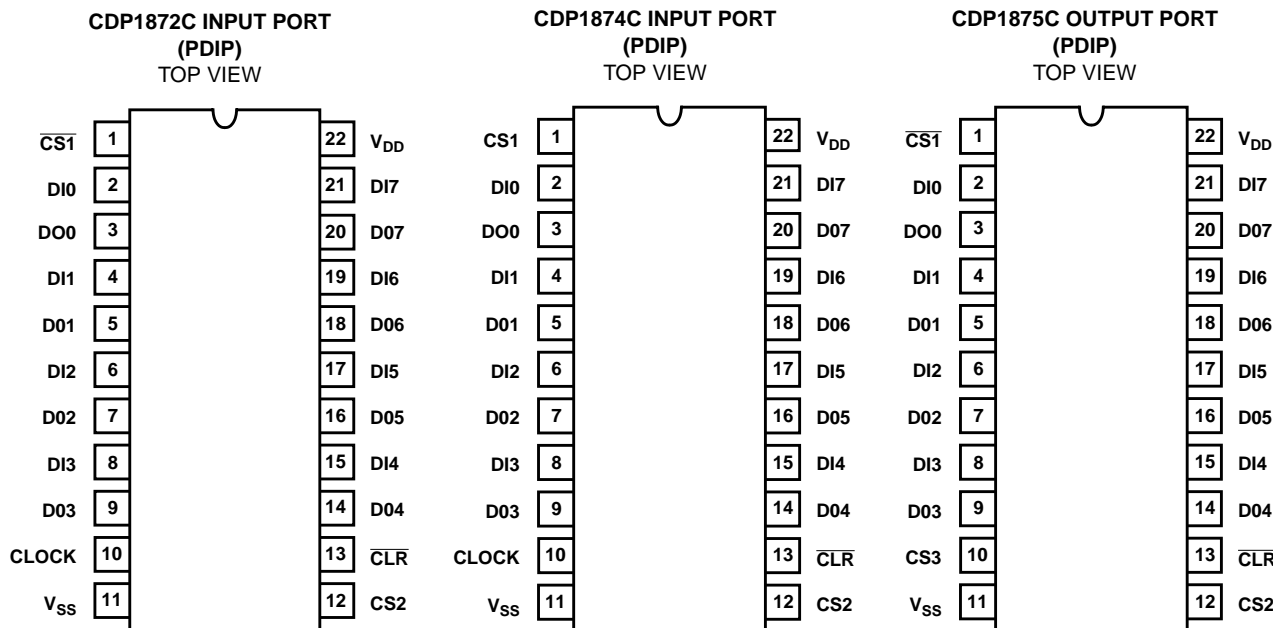 CDP1872C INPUT PORT
(PDIP)
TOP VIEW
C̅S̅1̅ 1 22 VDD
DI0 2 21 DI7
DO0 3 20 D07
DI1 4 19 DI6
D01 5 18 D06
DI2 6 17 DI5
D02 7 16 D05
DI3 8 15 DI4
D03 9 14 D04
CLOCK 10 13 C̅L̅R̅
VSS 11 12 CS2
CDP1874C INPUT PORT
(PDIP)
TOP VIEW
CS1 1 22 VDD
DI0 2 21 DI7
DO0 3 20 D07
DI1 4 19 DI6
D01 5 18 D06
DI2 6 17 DI5
D02 7 16 D05
DI3 8 15 DI4
D03 9 14 D04
CLOCK 10 13 C̅L̅R̅
VSS 11 12 CS2
CDP1875C OUTPUT PORT
(PDIP)
TOP VIEW
C̅S̅1̅ 1 22 VDD
DI0 2 21 DI7
DO0 3 20 D07
DI1 4 19 DI6
D01 5 18 D06
DI2 6 17 DI5
D02 7 16 D05
DI3 8 15 DI4
D03 9 14 D04
CS3 10 13 C̅L̅R̅
VSS 11 12 CS2